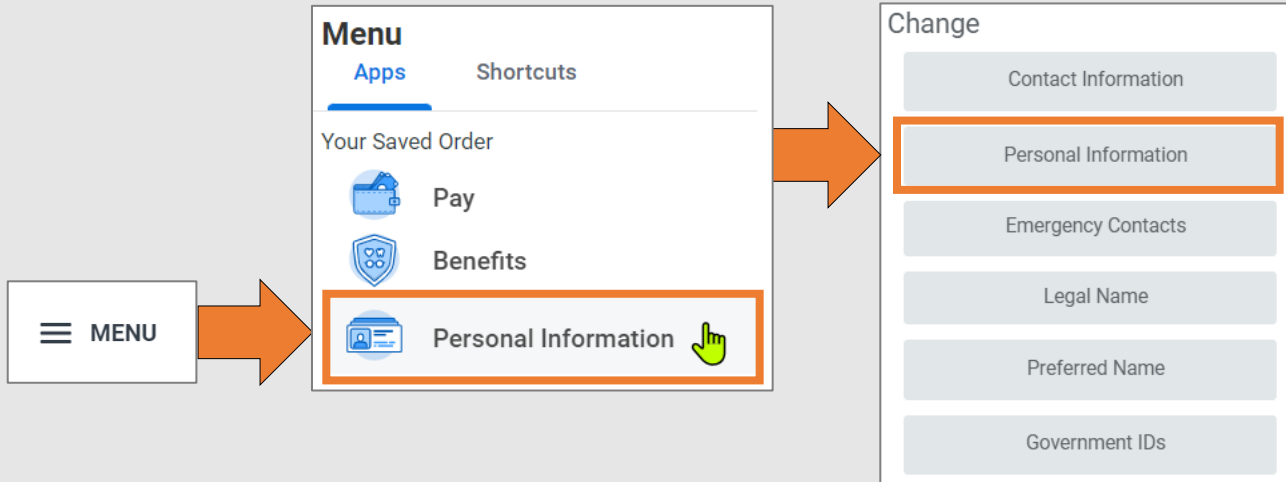 MENU
Menu
Apps
Shortcuts
Your Saved Order
Pay
Benefits
Personal Information
Change
Contact Information
Personal Information
Emergency Contacts
Legal Name
Preferred Name
Government IDs